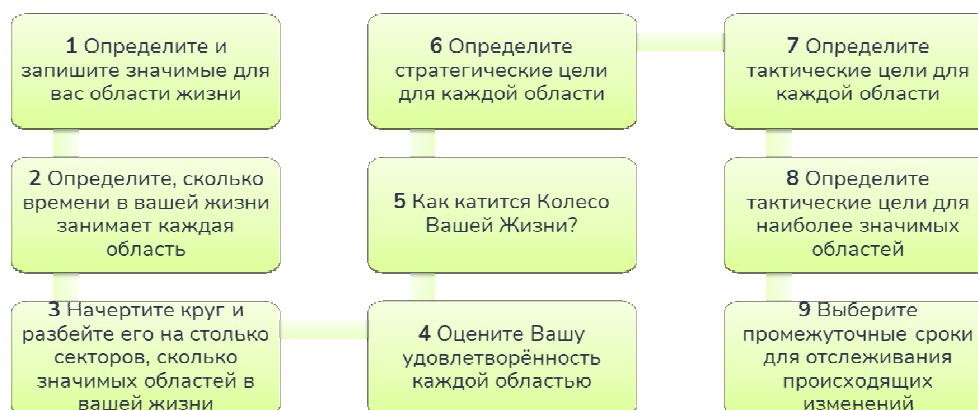 1 Определите и
запишите значимые для
вас области жизни
2 Определите, сколько
времени в вашей жизни
занимает каждая
область
3 Начертите круг и
разбейте его на столько
секторов, сколько
значимых областей в
вашей жизни
4 Оцените Вашу
удовлетворённость
каждой областью
5 Как катится Колесо
Вашей Жизни?
6 Определите
стратегические цели
для каждой области
7 Определите
тактические цели для
каждой области
8 Определите
тактические цели для
наиболее значимых
областей
9 Выберите
промежуточные сроки
для отслеживания
происходящих
изменений